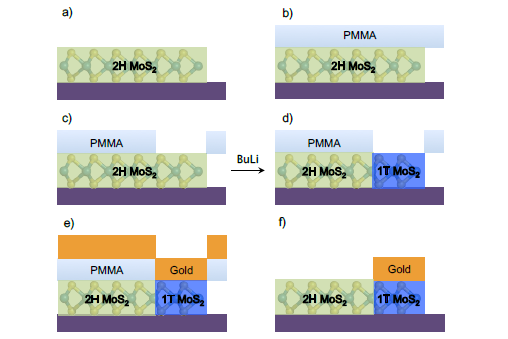 a)
2H MoS₂
b)
PMMA
2H MoS₂
c)
PMMA
2H MoS₂
BuLi
d)
PMMA
2H MoS₂
1T MoS₂
e)
PMMA
Gold
2H MoS₂
1T MoS₂
f)
Gold
2H MoS₂
1T MoS₂